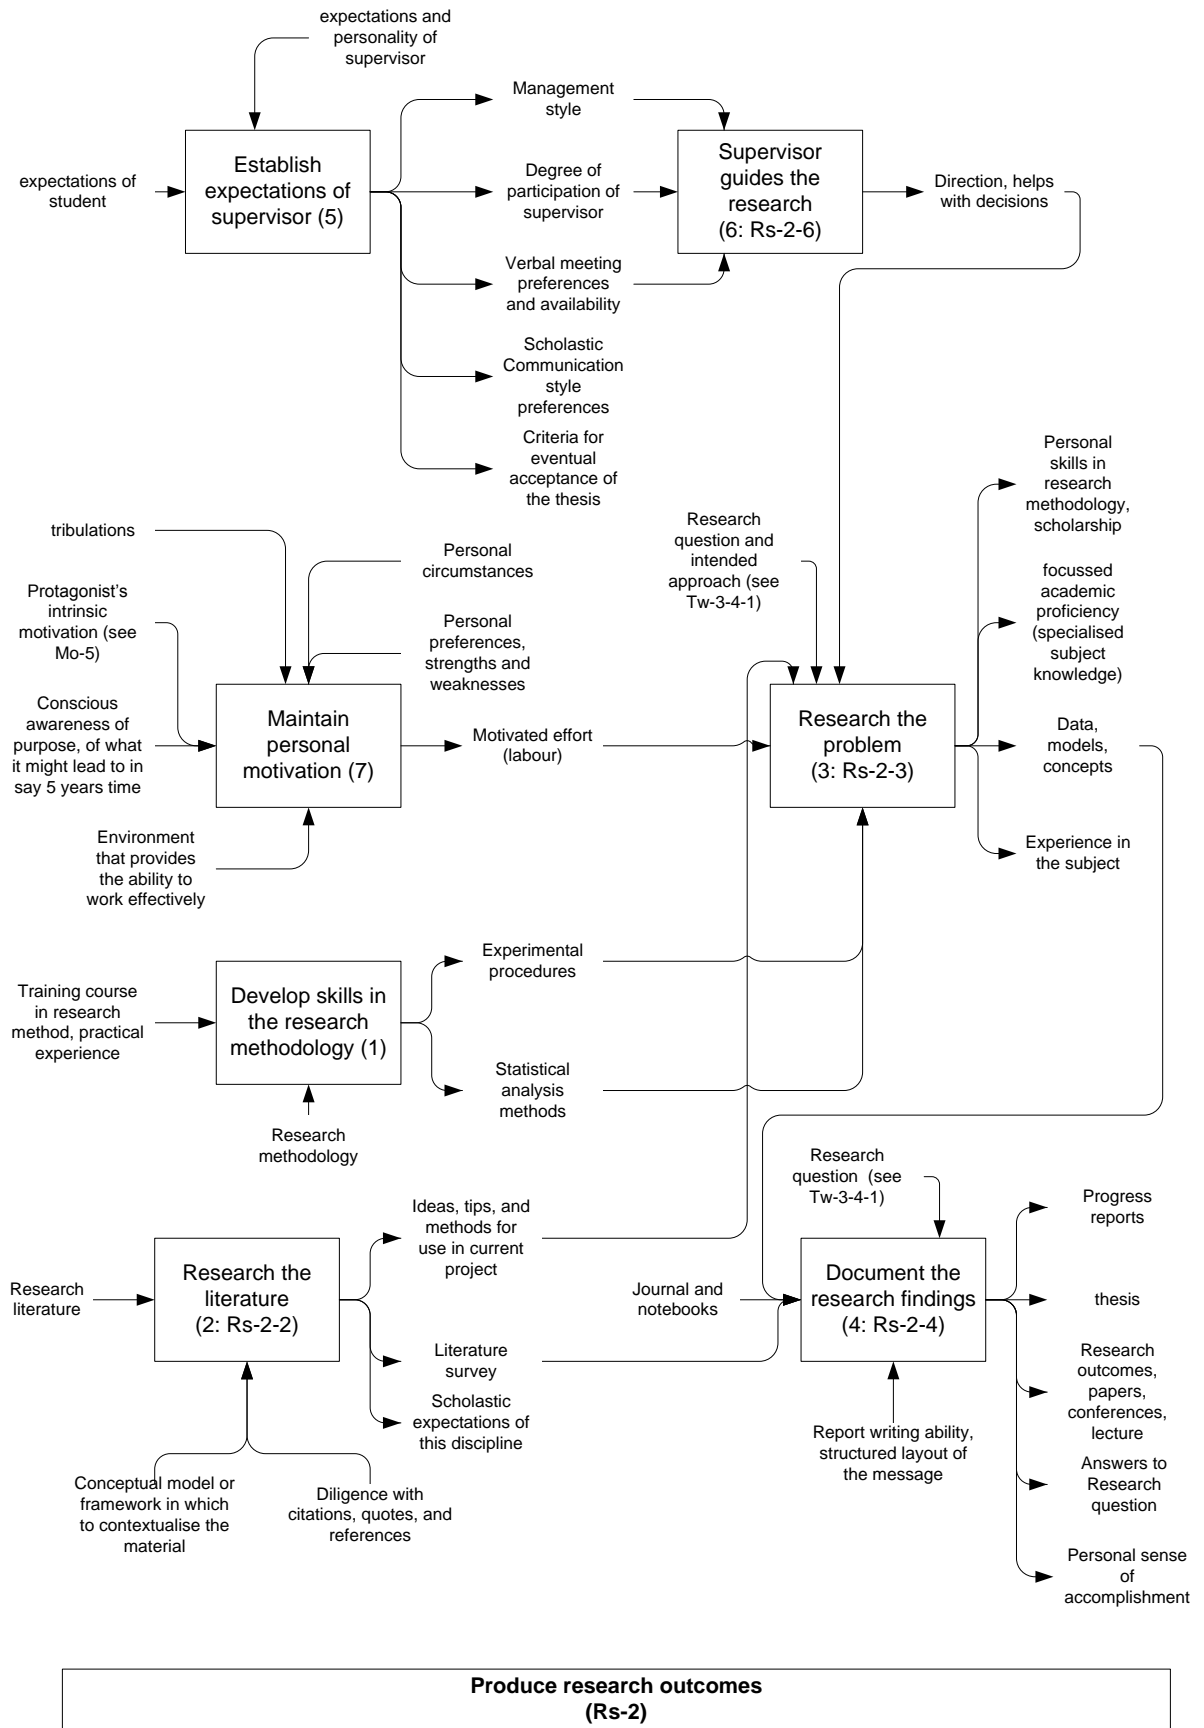 expectations and
personality of
supervisor
Management
style
Establish
expectations of
supervisor (5)
Supervisor
guides the
research
(6: Rs-2-6)
expectations of
student
Degree of
participation of
supervisor
Direction, helps
with decisions
Verbal meeting
preferences
and availability
Scholastic
Communication
style
preferences
Criteria for
eventual
acceptance of
the thesis
Personal
skills in
research
methodology,
scholarship
tribulations
Personal
circumstances
Research
question and
intended
approach (see
Tw-3-4-1)
Protagonist's
intrinsic
motivation (see
Mo-5)
Personal
preferences,
strengths and
weaknesses
focussed
academic
proficiency
(specialised
subject
knowledge)
Conscious
awareness of
purpose, of what
it might lead to in
say 5 years time
Maintain
personal
motivation (7)
Motivated effort
(labour)
Research the
problem
(3: Rs-2-3)
Data,
models,
concepts
Environment
that provides
the ability to
work effectively
Experience in
the subject
Experimental
procedures
Training course
in research
method, practical
experience
Develop skills in
the research
methodology (1)
Statistical
analysis
methods
Research
methodology
Research
question  (see
Tw-3-4-1)
Ideas, tips, and
methods for
use in current
project
Progress
reports
Research
literature
Research the
literature
(2: Rs-2-2)
Journal and
notebooks
Document the
research findings
(4: Rs-2-4)
thesis
Literature
survey
Research
outcomes,
papers,
conferences,
lecture
Scholastic
expectations of
this discipline
Report writing ability,
structured layout of
the message
Conceptual model or
framework in which
to contextualise the
material
Diligence with
citations, quotes, and
references
Answers to
Research
question
Personal sense
of
accomplishment
Produce research outcomes
(Rs-2)